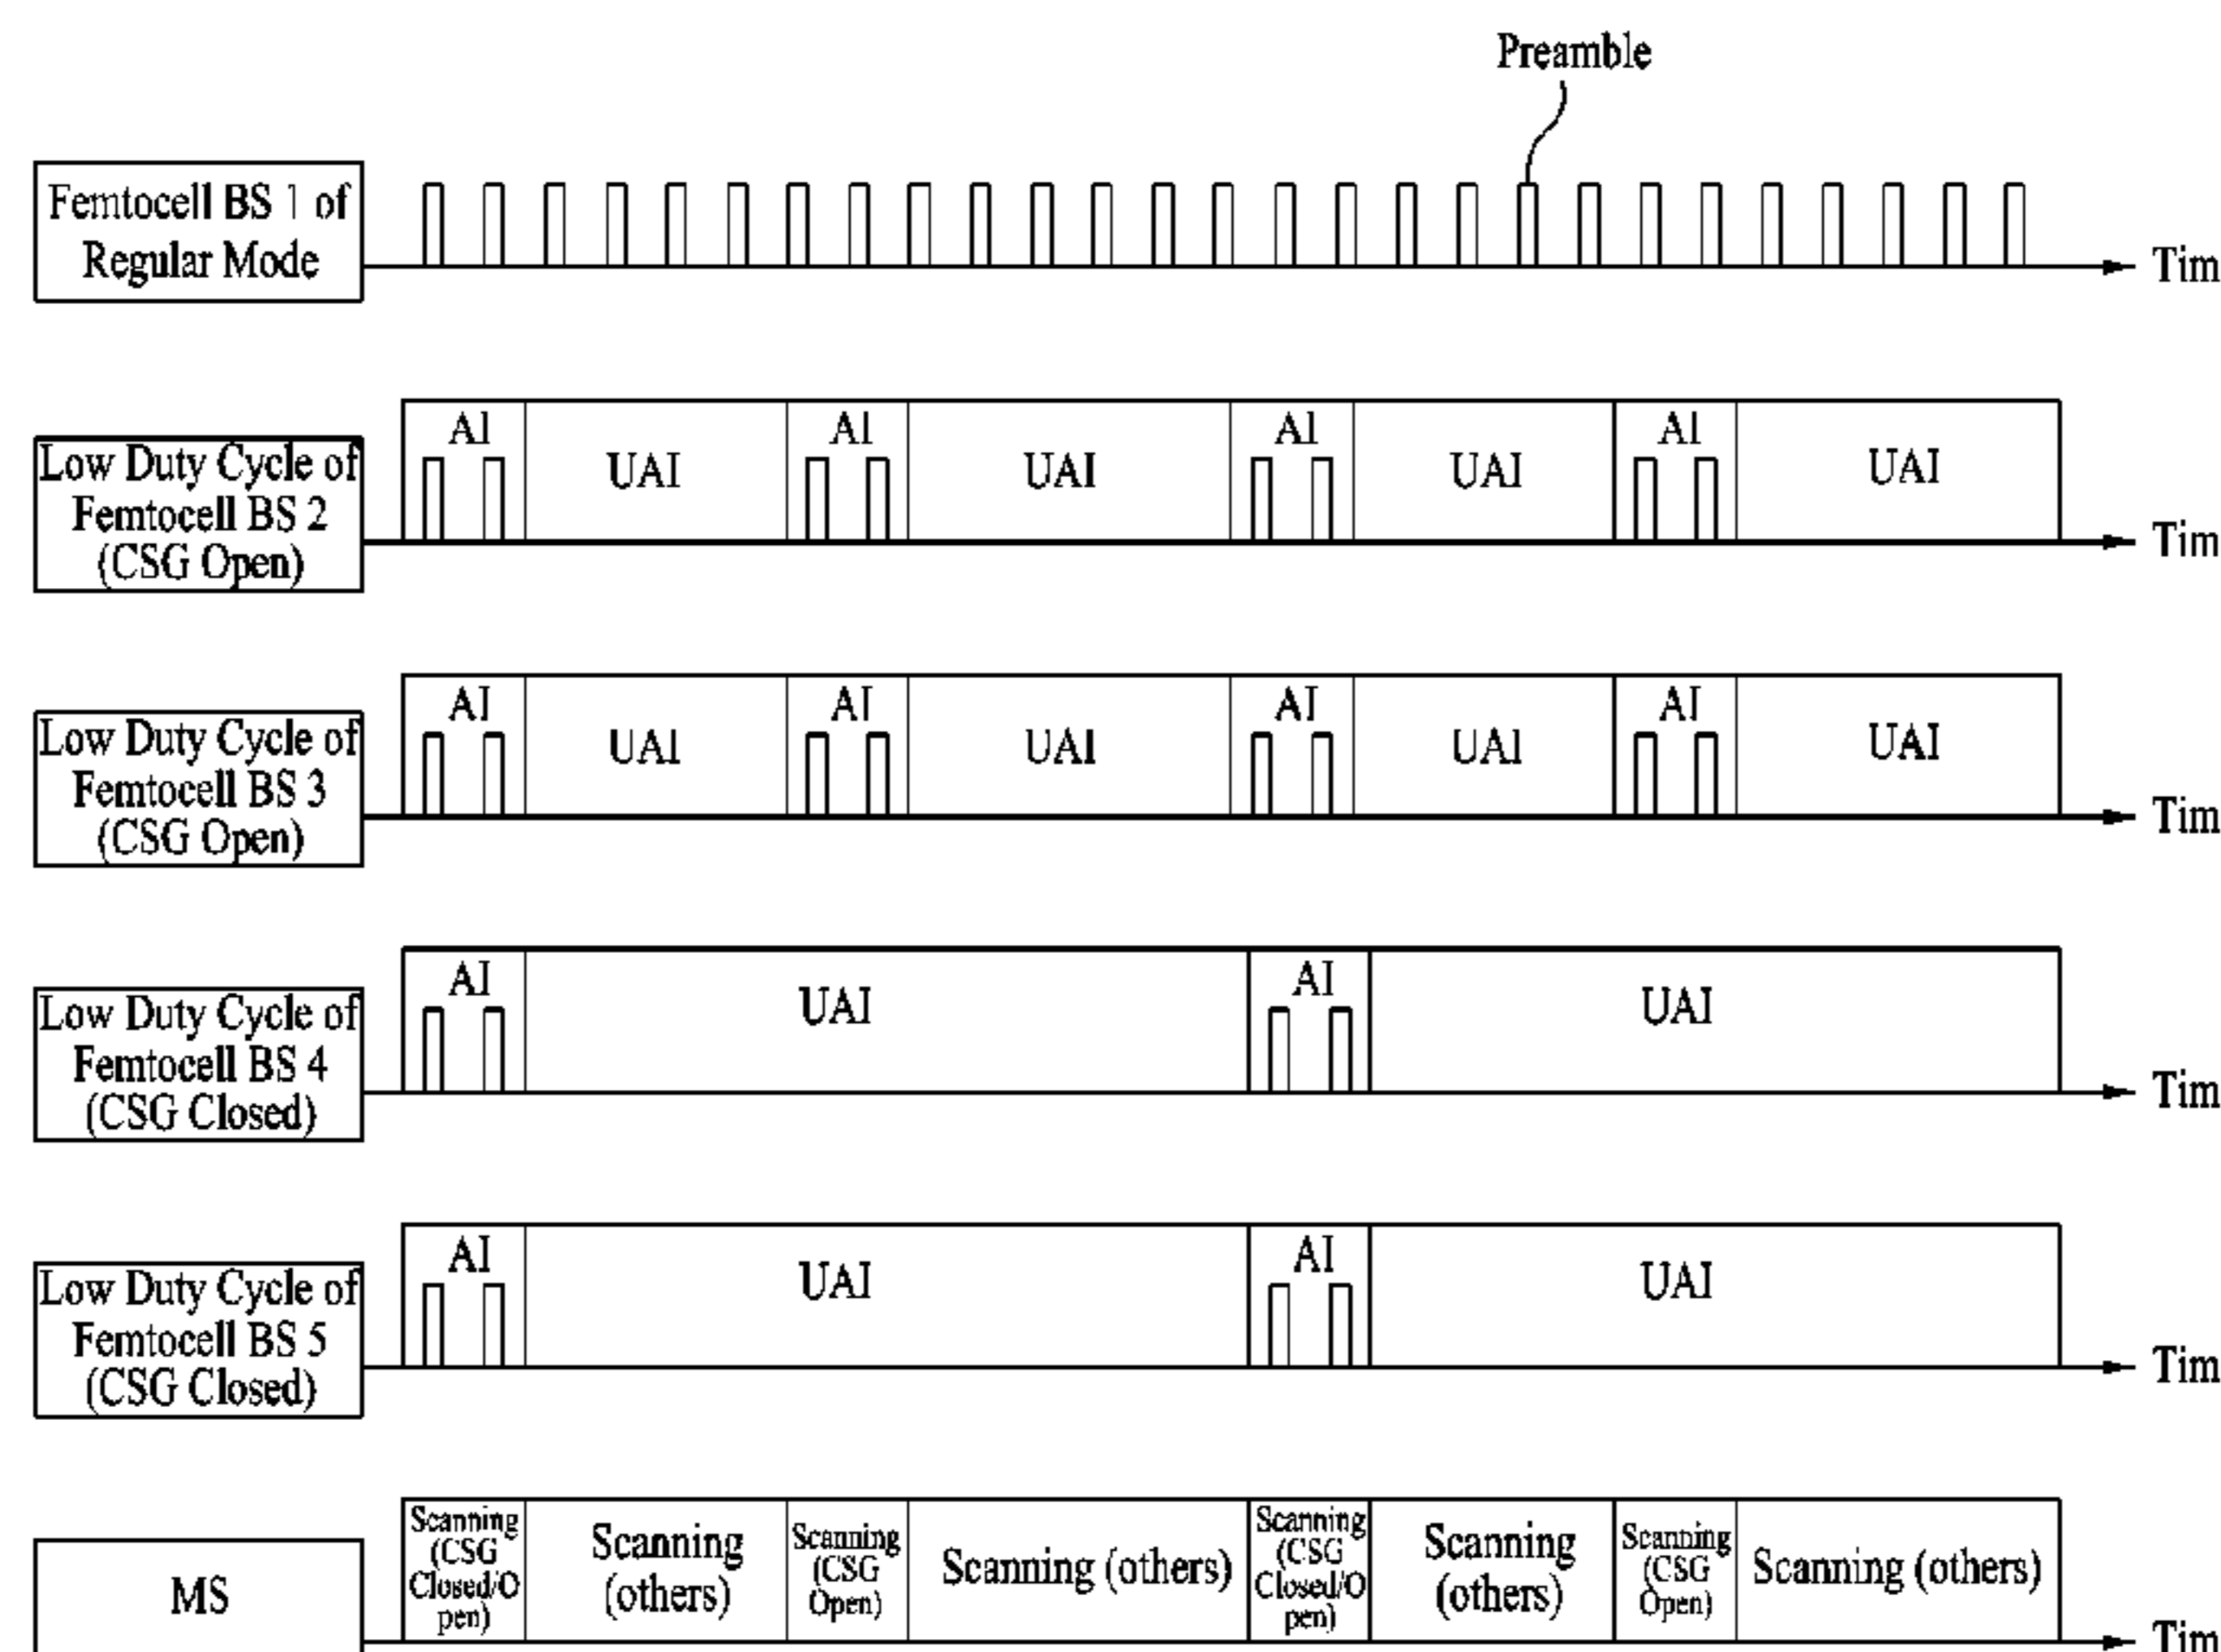 Preamble
Femtocell BS 1 of
Regular Mode
Tim
Low Duty Cycle of
Femtocell BS 2
(CSG Open)
AI
UAI
AI
UAI
AI
UAI
AI
UAI
Tim
Low Duty Cycle of
Femtocell BS 3
(CSG Open)
AI
UAI
AI
UAI
AI
UAI
AI
UAI
Tim
Low Duty Cycle of
Femtocell BS 4
(CSG Closed)
AI
UAI
AI
UAI
Tim
Low Duty Cycle of
Femtocell BS 5
(CSG Closed)
AI
UAI
AI
UAI
Tim
MS
Scanning
(CSG
Closed/O
pen)
Scanning
(others)
Scanning
(CSG
Open)
Scanning (others)
Scanning
(CSG
Closed/O
pen)
Scanning
(others)
Scanning
(CSG
Open)
Scanning (others)
Tim